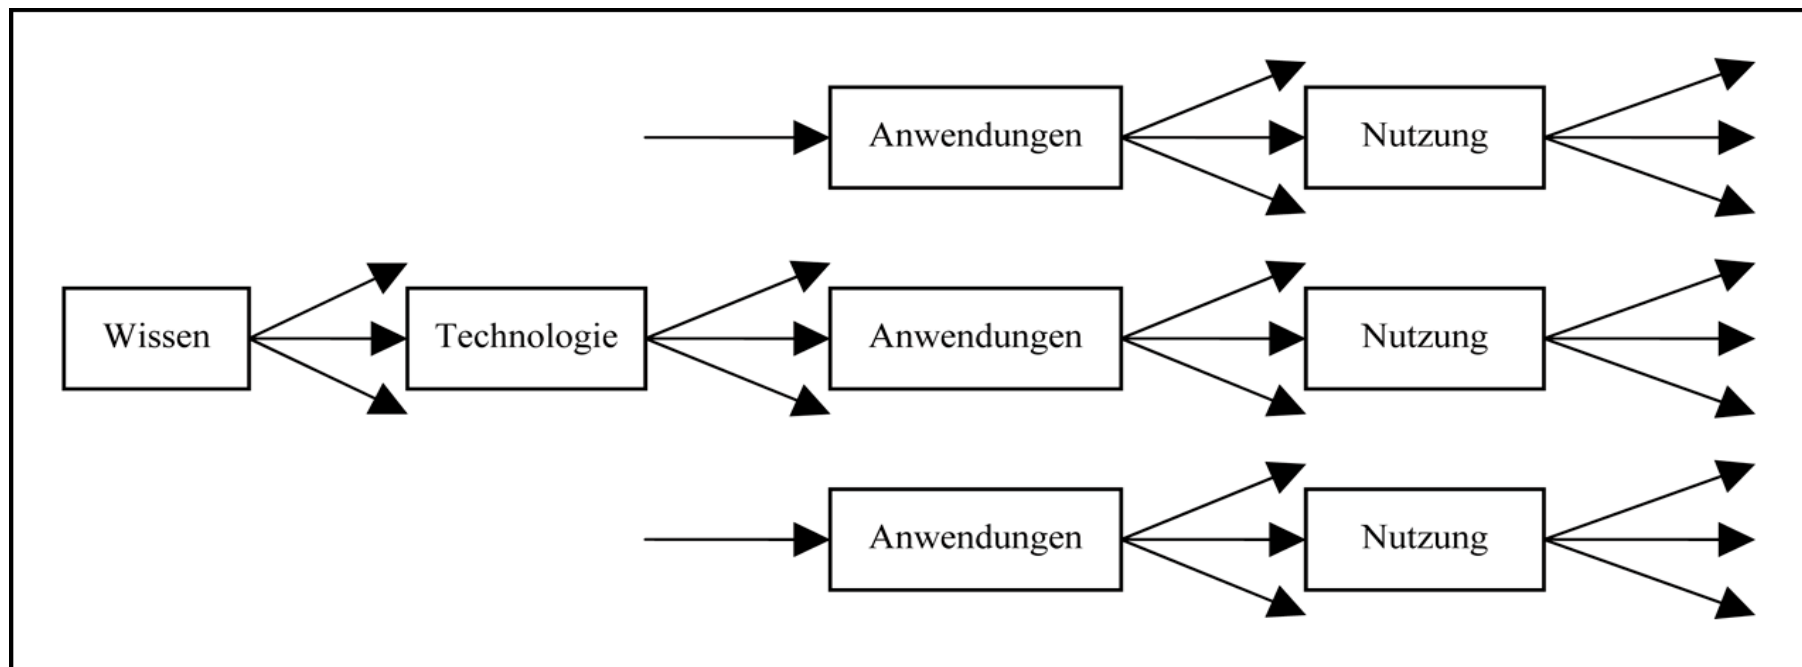 Anwendungen
Nutzung
Wissen
Technologie
Anwendungen
Nutzung
Anwendungen
Nutzung